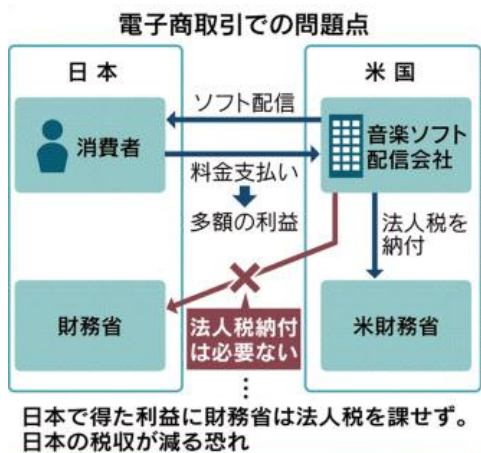 電子商取引での問題点
日本
米国
ソフト配信
消費者
音楽ソフト
配信会社
料金支払い
多額の利益
法人税を
納付
財務省
法人税納付
は必要ない
米財務省
日本で得た利益に財務省は法人税を課せず。
日本の税収が減る恐れ